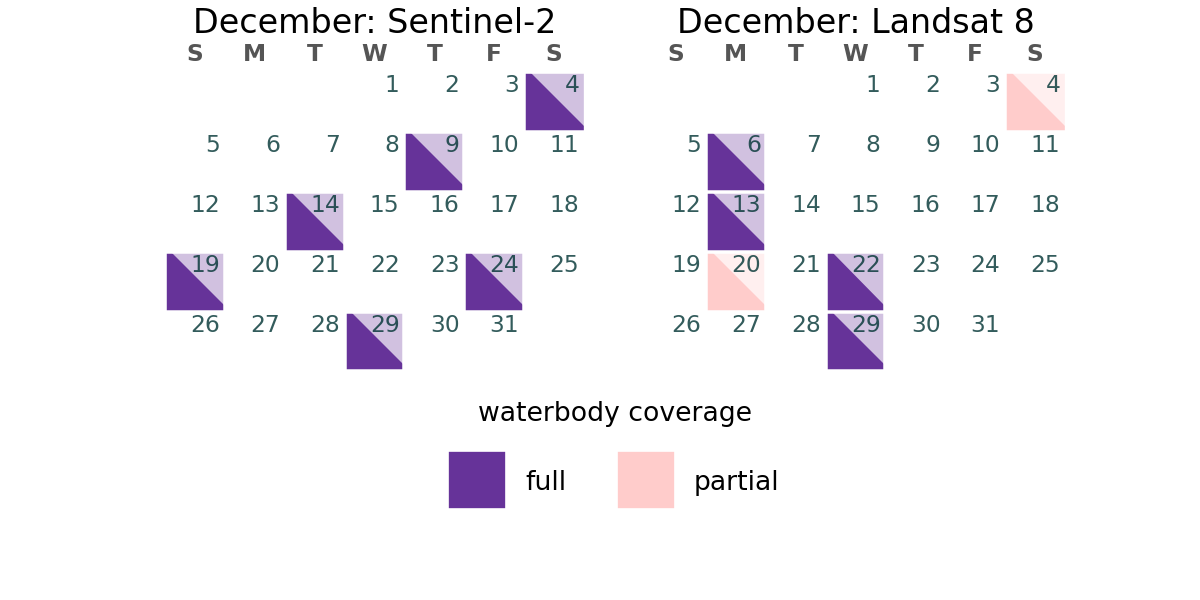 December: Sentinel-2
S M T W T F S
1 2 3 4
5 6 7 8 9 10 11
12 13 14 15 16 17 18
19 20 21 22 23 24 25
26 27 28 29 30 31
December: Landsat 8
S M T W T F S
1 2 3 4
5 6 7 8 9 10 11
12 13 14 15 16 17 18
19 20 21 22 23 24 25
26 27 28 29 30 31
waterbody coverage
full partial